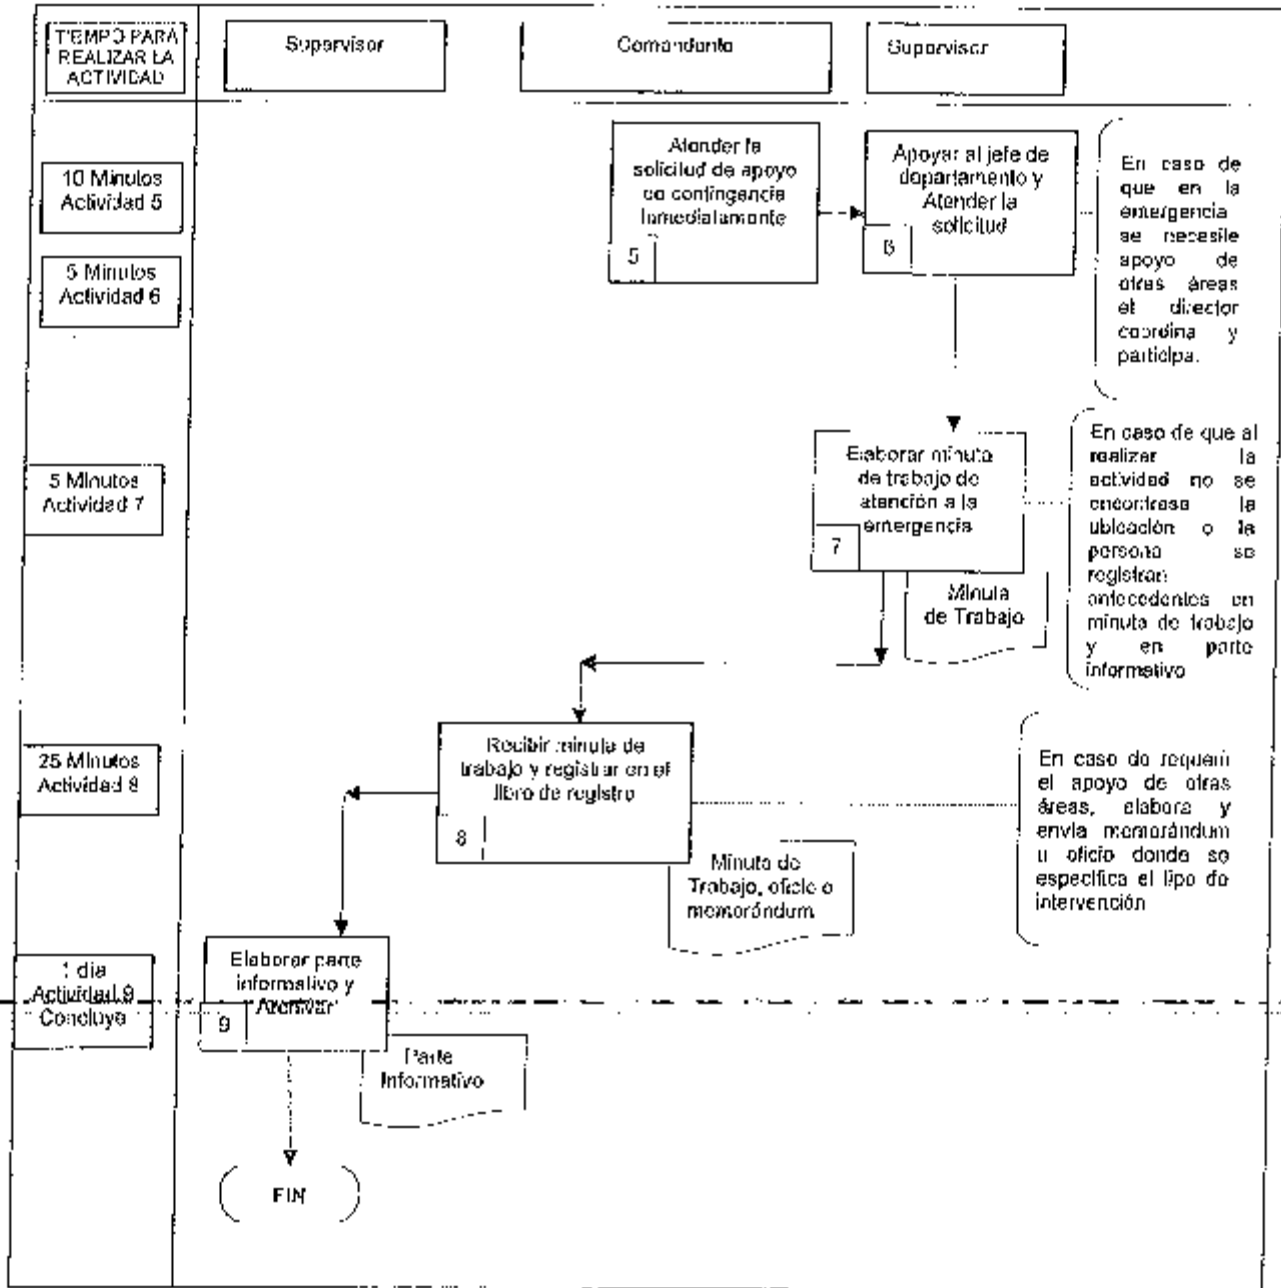 TIEMPO PARA
REALIZAR LA
ACTIVIDAD
Supervisor
Comandante
Supervisor
10 Minutos
Actividad 5
Atender la
solicitud de apoyo
de contingencia
Inmediatamente
5
Apoyar al jefe de
departamento y
Atender la
solicitud
6
En caso de
que en la
emergencia
se necesite
apoyo de
otras áreas
el director
coordina y
participa.
5 Minutos
Actividad 6
5 Minutos
Actividad 7
Elaborar minuta
de trabajo de
atención a la
emergencia
7
Minuta
de Trabajo
En caso de que al
realizar la
actividad no se
encontrase la
ubicación o la
persona se
registran
antecedentes en
minuta de trabajo
y en parte
informativo
25 Minutos
Actividad 8
Recibir minuta de
trabajo y registrar en el
libro de registro
8
Minuta de
Trabajo, oficio o
memorándum
En caso de requerir
el apoyo de otras
áreas, elabora y
envía memorándum
u oficio donde se
especifica el tipo de
intervención
1 día
Actividad 9
Concluye
Elaborar parte
informativo y
Archivar
9
Parte
Informativo
FIN